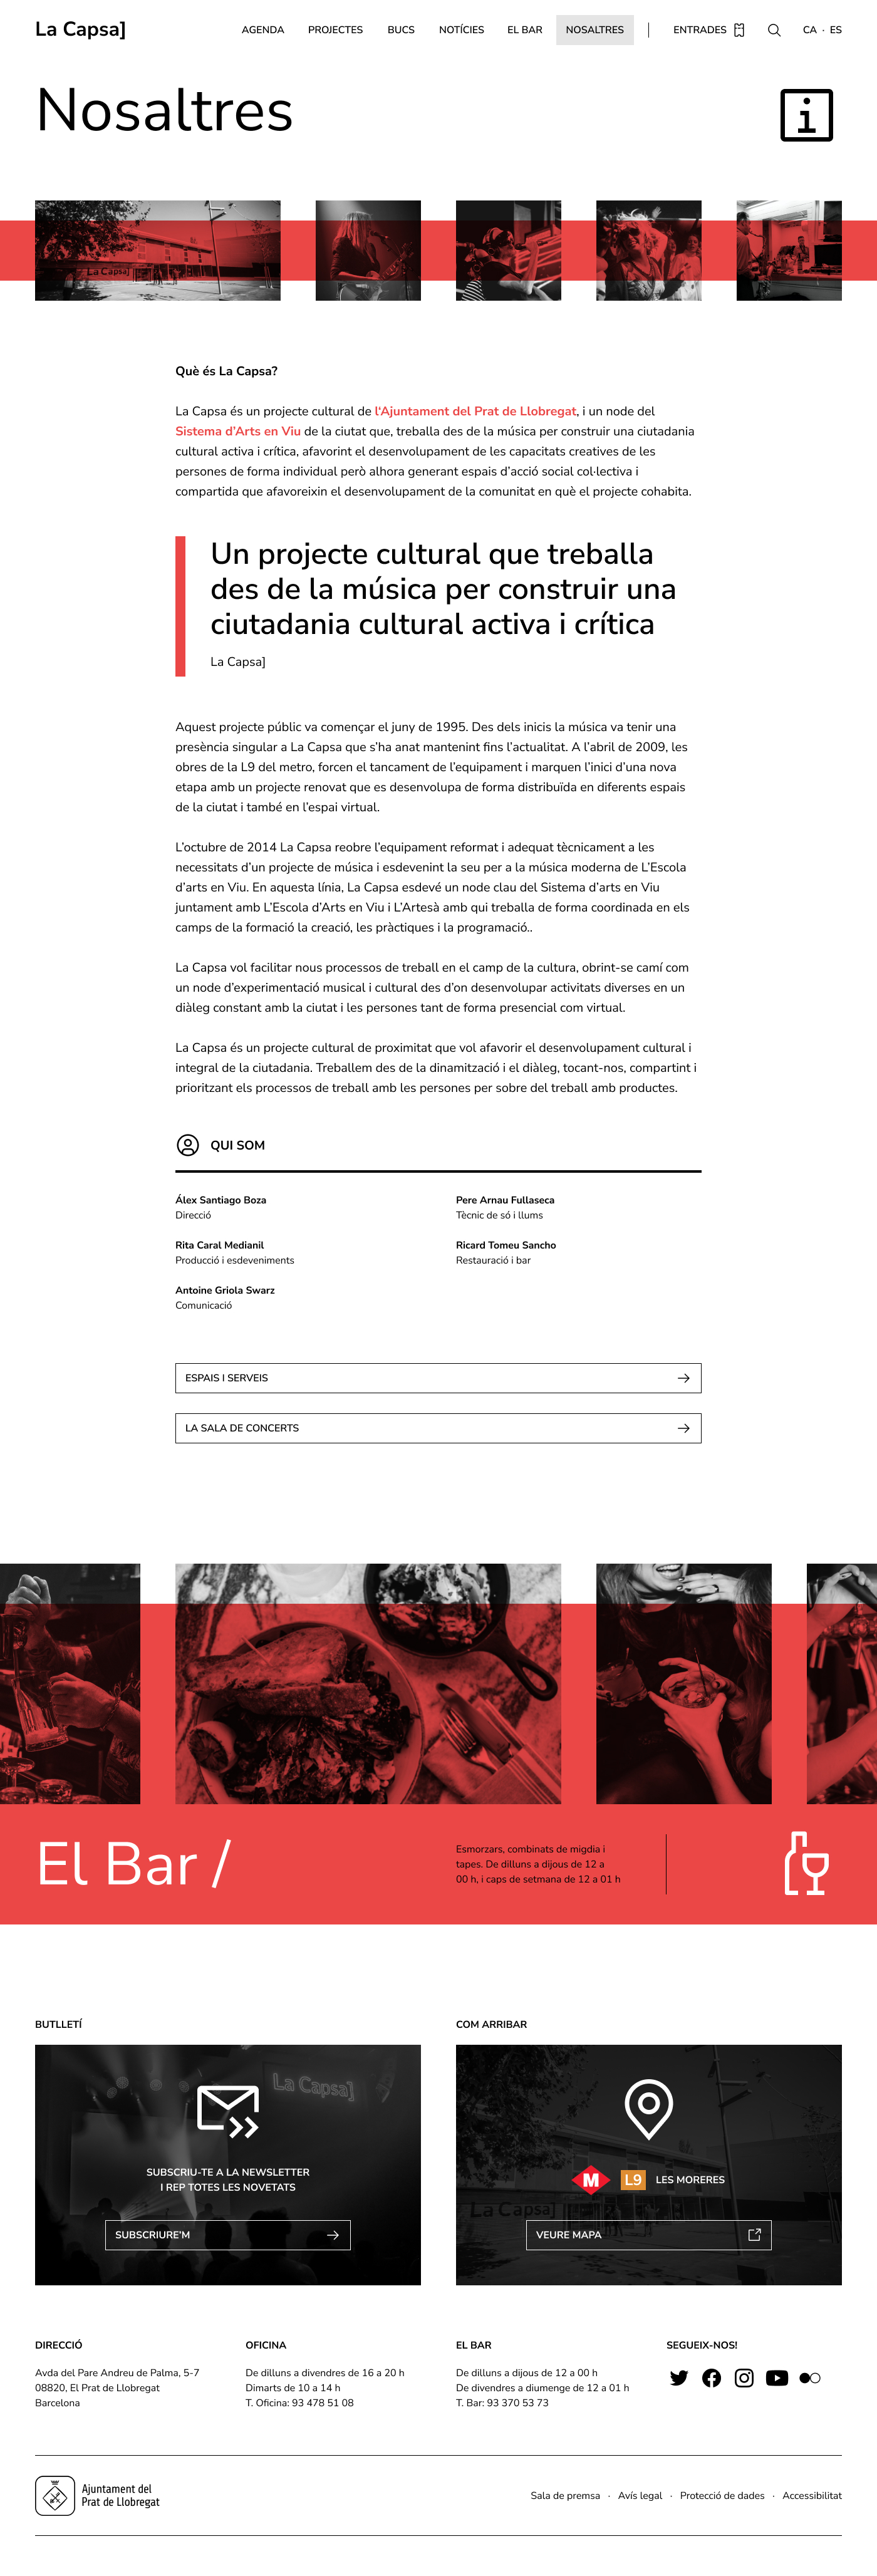 La Capsa]
AGENDA PROJECTES BUCS NOTÍCIES EL BAR NOSALTRES ENTRADES CA · ES
Nosaltres
La Capsa]
Què és La Capsa?
La Capsa és un projecte cultural de l'Ajuntament del Prat de Llobregat, i un node del
Sistema d'Arts en Viu de la ciutat que, treballa des de la música per construir una ciutadania
cultural activa i crítica, afavorint el desenvolupament de les capacitats creatives de les
persones de forma individual però alhora generant espais d'acció social col·lectiva i
compartida que afavoreixin el desenvolupament de la comunitat en què el projecte cohabita.
Un projecte cultural que treballa
des de la música per construir una
ciutadania cultural activa i crítica
La Capsa]
Aquest projecte públic va començar el juny de 1995. Des dels inicis la música va tenir una
presència singular a La Capsa que s'ha anat mantenint fins l'actualitat. A l'abril de 2009, les
obres de la L9 del metro, forcen el tancament de l'equipament i marquen l'inici d'una nova
etapa amb un projecte renovat que es desenvolupa de forma distribuïda en diferents espais
de la ciutat i també en l'espai virtual.
L'octubre de 2014 La Capsa reobre l'equipament reformat i adequat tècnicament a les
necessitats d'un projecte de música i esdevenint la seu per a la música moderna de L'Escola
d'arts en Viu. En aquesta línia, La Capsa esdevé un node clau del Sistema d'arts en Viu
juntament amb L'Escola d'Arts en Viu i L'Artesà amb qui treballa de forma coordinada en els
camps de la formació la creació, les pràctiques i la programació..
La Capsa vol facilitar nous processos de treball en el camp de la cultura, obrint-se camí com
un node d'experimentació musical i cultural des d'on desenvolupar activitats diverses en un
diàleg constant amb la ciutat i les persones tant de forma presencial com virtual.
La Capsa és un projecte cultural de proximitat que vol afavorir el desenvolupament cultural i
integral de la ciutadania. Treballem des de la dinamització i el diàleg, tocant-nos, compartint i
prioritzant els processos de treball amb les persones per sobre del treball amb productes.
QUI SOM
Álex Santiago Boza
Direcció
Rita Caral Medianil
Producció i esdeveniments
Antoine Griola Swarz
Comunicació
Pere Arnau Fullaseca
Tècnic de só i llums
Ricard Tomeu Sancho
Restauració i bar
ESPAIS I SERVEIS
LA SALA DE CONCERTS
El Bar /
Esmorzars, combinats de migdia i
tapes. De dilluns a dijous de 12 a
00 h, i caps de setmana de 12 a 01 h
BUTLLETÍ
La Capsa]
SUBSCRIU-TE A LA NEWSLETTER
I REP TOTES LES NOVETATS
SUBSCRIURE'M
COM ARRIBAR
M L9 LES MORERES
La Capsa]
VEURE MAPA
DIRECCIÓ
Avda del Pare Andreu de Palma, 5-7
08820, El Prat de Llobregat
Barcelona
OFICINA
De dilluns a divendres de 16 a 20 h
Dimarts de 10 a 14 h
T. Oficina: 93 478 51 08
EL BAR
De dilluns a dijous de 12 a 00 h
De divendres a diumenge de 12 a 01 h
T. Bar: 93 370 53 73
SEGUEIX-NOS!
Ajuntament del
Prat de Llobregat
Sala de premsa · Avís legal · Protecció de dades · Accessibilitat